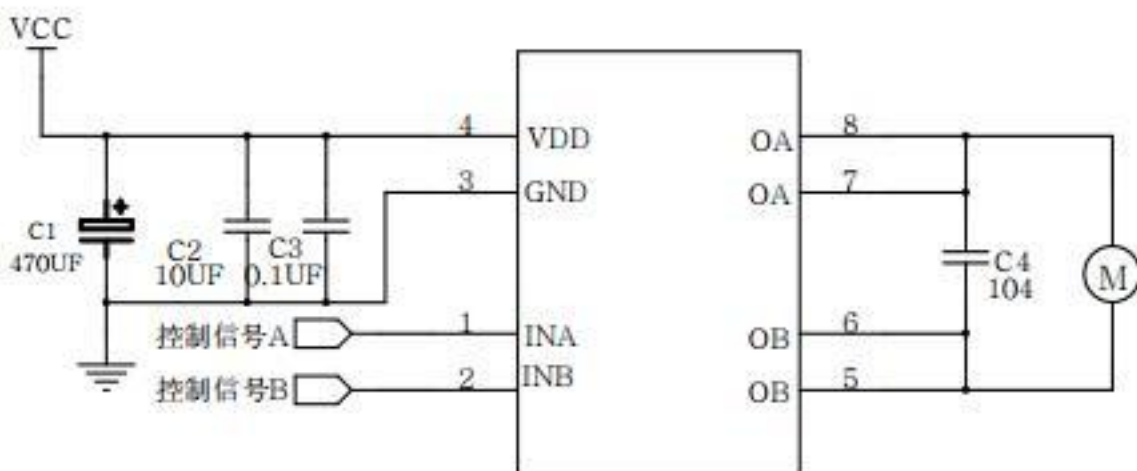 VCC
4 VDD
3 GND
C1
470UF
C2
10UF
C3
0.1UF
控制信号A 1 INA
控制信号B 2 INB
OA 8
OA 7
C4
104
M
OB 6
OB 5